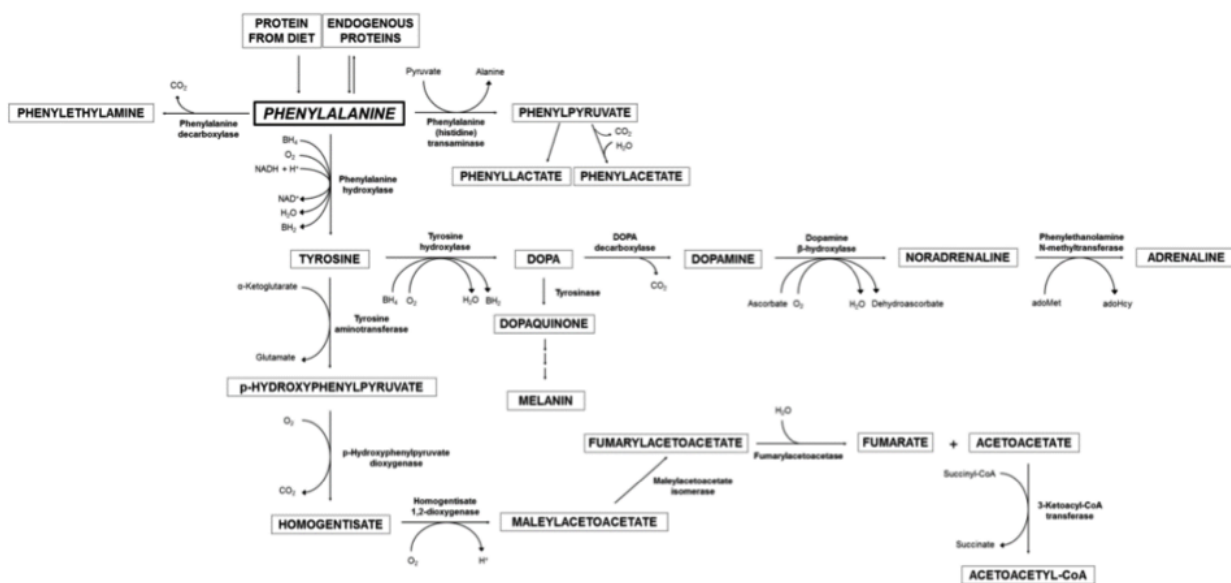 PROTEIN
FROM DIET
ENDOGENOUS
PROTEINS
CO₂
Pyruvate
Alanine
PHENYLETHYLAMINE
PHENYLALANINE
PHENYLPYRUVATE
Phenylalanine
decarboxylase
Phenylalanine
(histidine)
transaminase
CO₂
H₂O
BH₄
O₂
NADH + H⁺
Phenylalanine
hydroxylase
PHENYLLACTATE
PHENYLACETATE
NAD⁺
H₂O
BH₂
Tyrosine
hydroxylase
DOPA
decarboxylase
Dopamine
β-hydroxylase
Phenylethanolamine
N-methyltransferase
TYROSINE
DOPA
DOPAMINE
NORADRENALINE
ADRENALINE
α-Ketoglutarate
BH₄
O₂
H₂O
BH₂
Tyrosinase
CO₂
Ascorbate
O₂
H₂O
Dehydroascorbate
adoMet
adoHcy
Tyrosine
aminotransferase
DOPAQUINONE
Glutamate
p-HYDROXYPHENYLPYRUVATE
MELANIN
O₂
p-Hydroxyphenylpyruvate
dioxygenase
H₂O
FUMARYLACETOACETATE
FUMARATE
+
ACETOACETATE
Fumarylacetoacetase
CO₂
Maleylacetoacetate
isomerase
Succinyl-CoA
Homogentisate
1,2-dioxygenase
3-Ketoacyl-CoA
transferase
HOMOGENTISATE
MALEYLACETOACETATE
O₂
H⁺
Succinate
ACETOACETYL-CoA